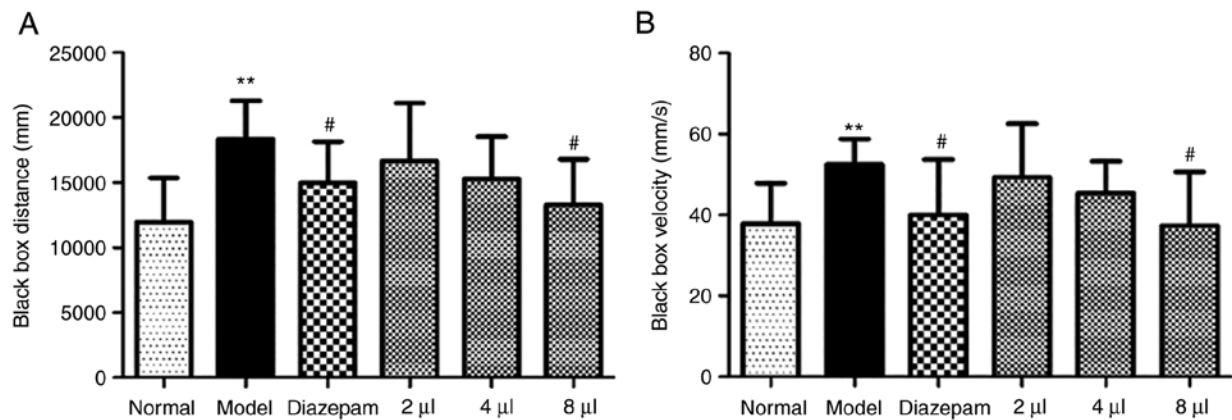 A
Black box distance (mm)
25000
20000
15000
10000
5000
0
**
#
#
Normal Model Diazepam 2 µl 4 µl 8 µl
B
Black box velocity (mm/s)
80
60
40
20
0
**
#
#
Normal Model Diazepam 2 µl 4 µl 8 µl